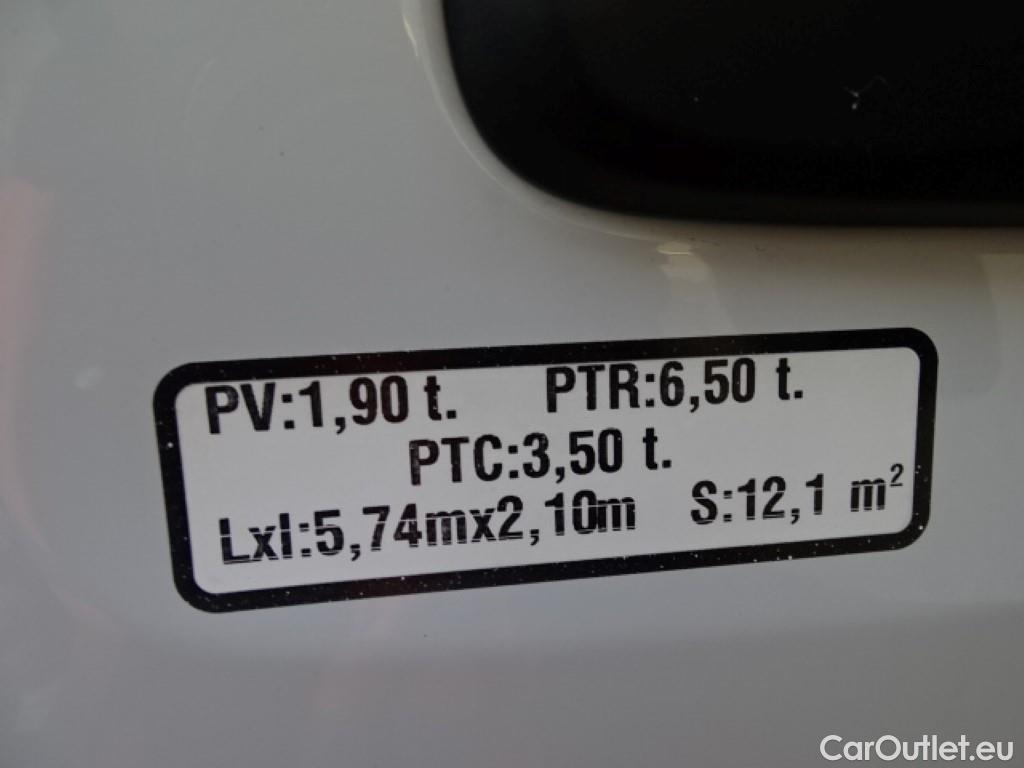 PV:1,90 t. PTR:6,50 t.
PTC:3,50 t.
Lxl:5,74mx2,10m S:12,1 m²
CarOutlet.eu